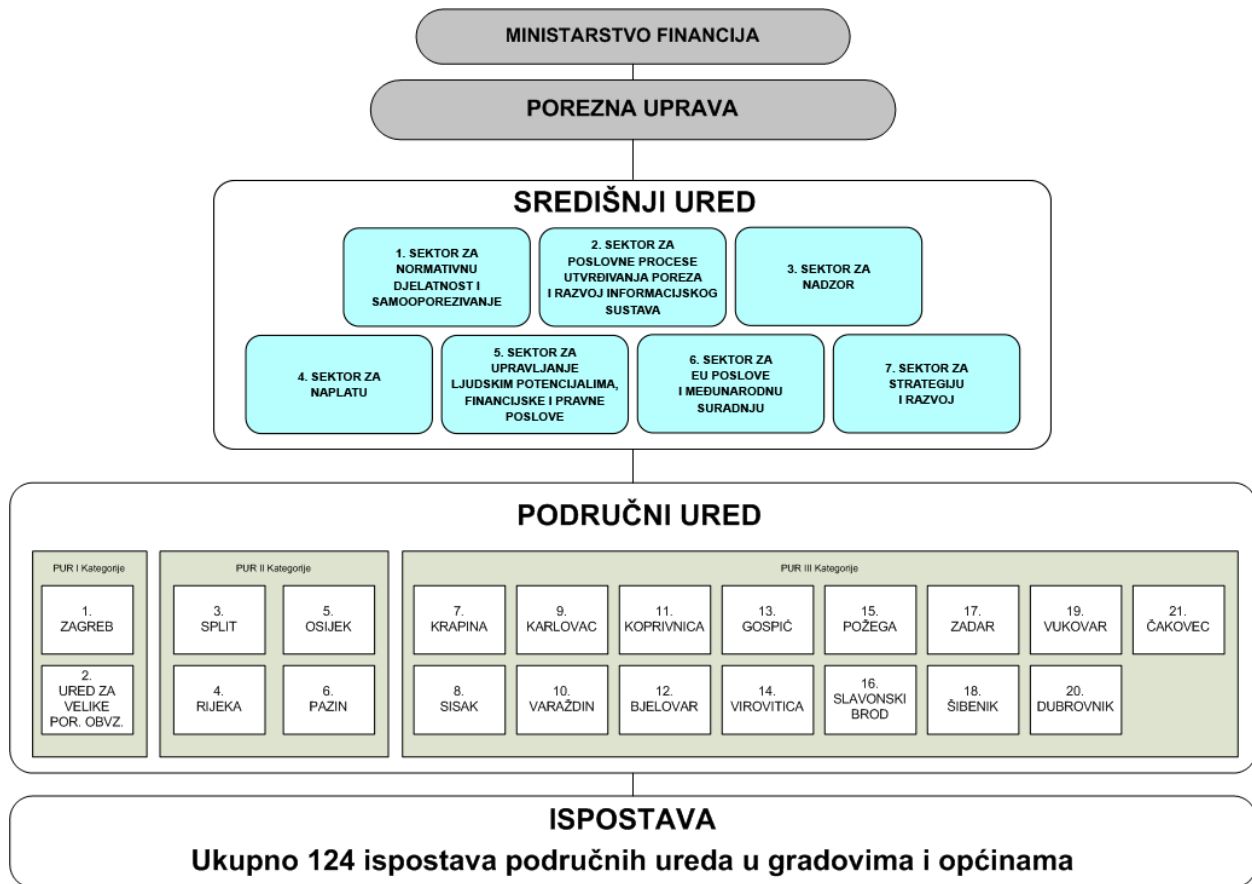 MINISTARSTVO FINANCIJA
POREZNA UPRAVA
SREDIŠNJI URED
1. SEKTOR ZA
NORMATIVNU
DJELATNOST I
SAMOOPOREZIVANJE
2. SEKTOR ZA
POSLOVNE PROCESE
UTVRĐIVANJA POREZA
I RAZVOJ INFORMACIJSKOG
SUSTAVA
3. SEKTOR ZA
NADZOR
4. SEKTOR ZA
NAPLATU
5. SEKTOR ZA
UPRAVLJANJE
LJUDSKIM POTENCIJALIMA,
FINANCIJSKE I PRAVNE
POSLOVE
6. SEKTOR ZA
EU POSLOVE
I MEĐUNARODNU
SURADNJU
7. SEKTOR ZA
STRATEGIJU
I RAZVOJ
PODRUČNI URED
PUR I Kategorije
1.
ZAGREB
2.
URED ZA
VELIKE
POR. OBVZ.
PUR II Kategorije
3.
SPLIT
5.
OSIJEK
4.
RIJEKA
6.
PAZIN
PUR III Kategorije
7.
KRAPINA
9.
KARLOVAC
11.
KOPRIVNICA
13.
GOSPIĆ
15.
POŽEGA
17.
ZADAR
19.
VUKOVAR
21.
ČAKOVEC
8.
SISAK
10.
VARAŽDIN
12.
BJELOVAR
14.
VIROVITICA
16.
SLAVONSKI
BROD
18.
ŠIBENIK
20.
DUBROVNIK
ISPOSTAVA
Ukupno 124 ispostava područnih ureda u gradovima i općinama